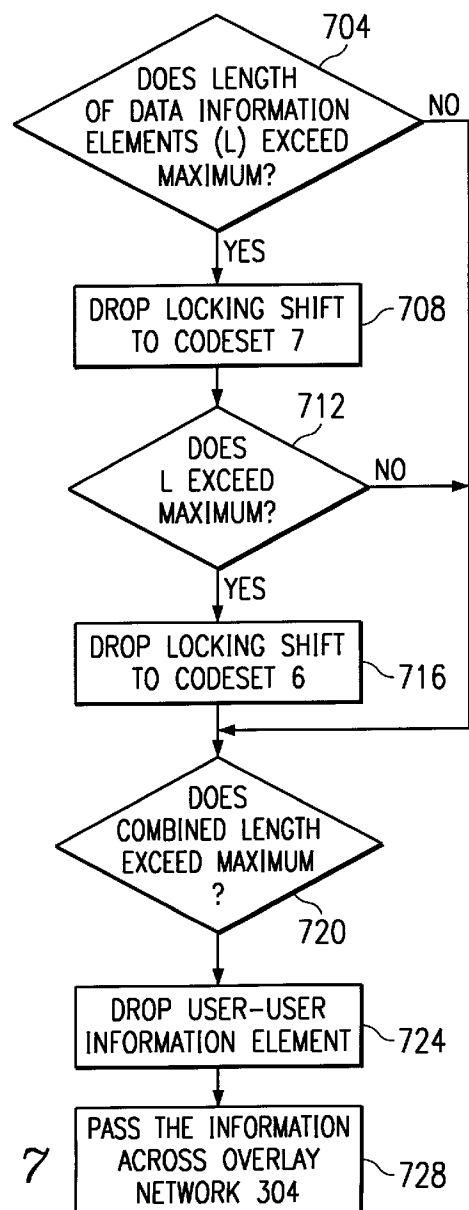 704
DOES LENGTH
OF DATA INFORMATION
ELEMENTS (L) EXCEED
MAXIMUM?
NO
YES
DROP LOCKING SHIFT
TO CODESET 7
708
712
DOES
L EXCEED
MAXIMUM?
NO
YES
DROP LOCKING SHIFT
TO CODESET 6
716
DOES
COMBINED LENGTH
EXCEED MAXIMUM
?
720
DROP USER-USER
INFORMATION ELEMENT
724
PASS THE INFORMATION
ACROSS OVERLAY
NETWORK 304
728
7